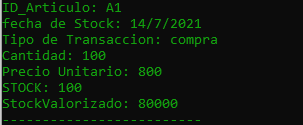 ID_Articulo: A1
fecha de Stock: 14/7/2021
Tipo de Transaccion: compra
Cantidad: 100
Precio Unitario: 800
STOCK: 100
StockValorizado: 80000
-------------------------